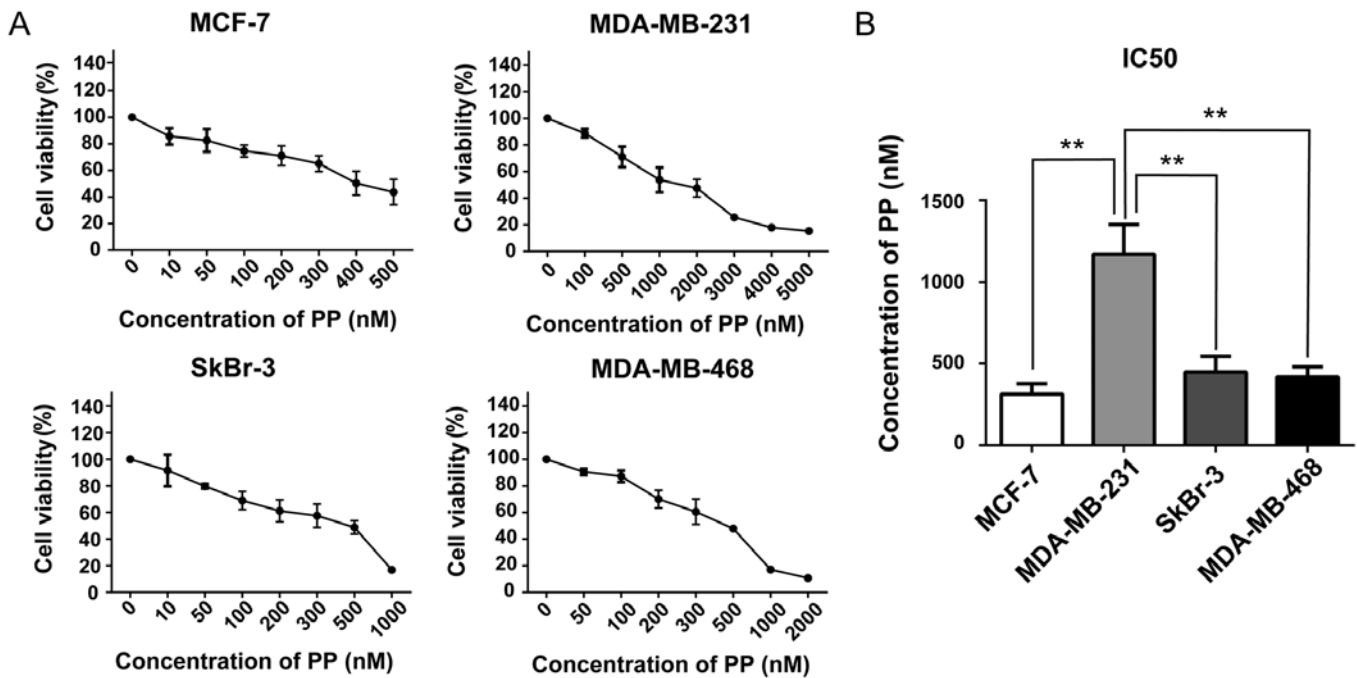 A
MCF-7
Cell viability (%)
140
120
100
80
60
40
20
0
0 10 50 100 200 300 400 500
Concentration of PP (nM)
MDA-MB-231
Cell viability (%)
140
120
100
80
60
40
20
0
0 100 500 1000 2000 3000 4000 5000
Concentration of PP (nM)
SkBr-3
Cell viability (%)
140
120
100
80
60
40
20
0
0 10 50 100 200 300 500 1000
Concentration of PP (nM)
MDA-MB-468
Cell viability (%)
140
120
100
80
60
40
20
0
0 50 100 200 300 500 1000 2000
Concentration of PP (nM)
B
IC50
**
**
**
Concentration of PP (nM)
1500
1000
500
0
MCF-7
MDA-MB-231
SkBr-3
MDA-MB-468